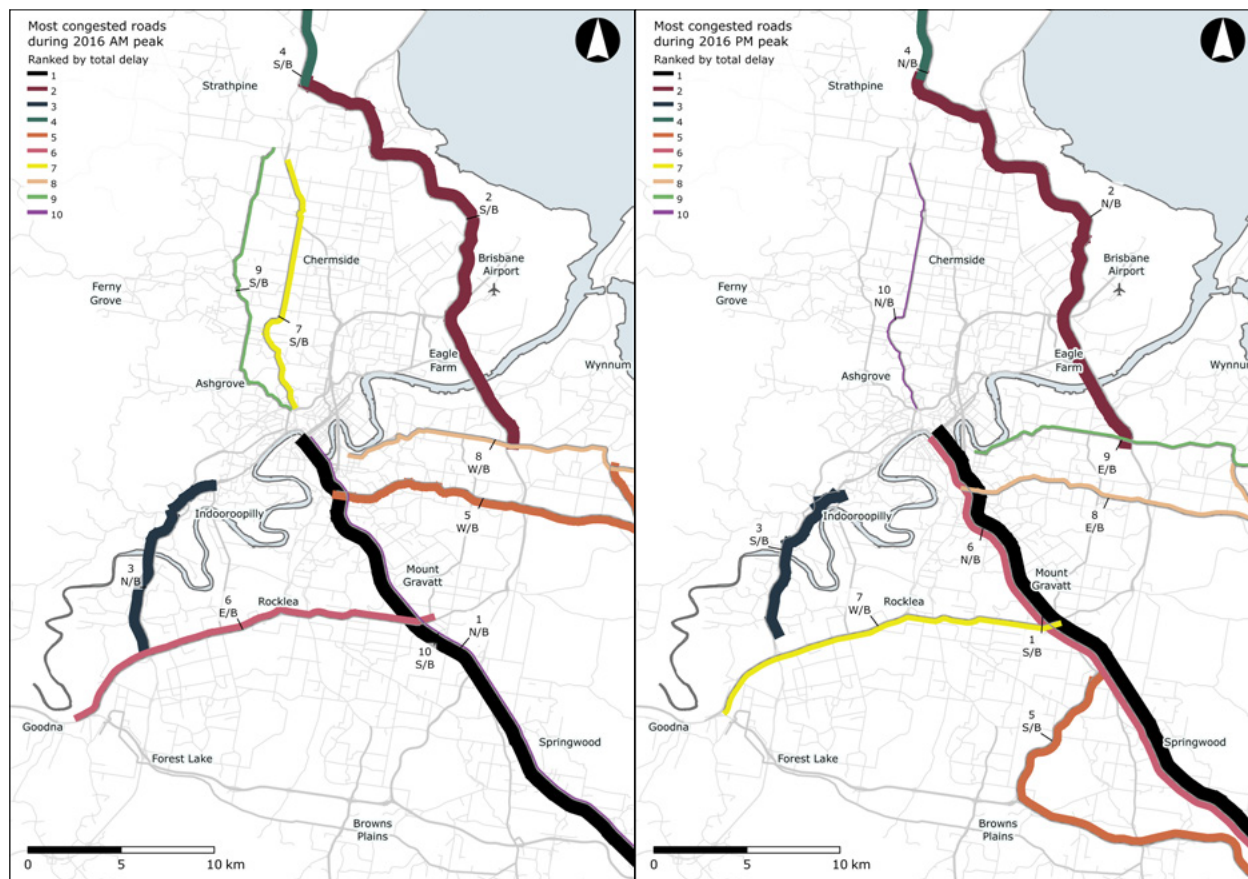 Most congested roads
during 2016 AM peak
Ranked by total delay
1
2
3
4
5
6
7
8
9
10
4
S/B
Strathpine
2
S/B
Chermside
Brisbane
Airport
Ferny
Grove
9
S/B
7
S/B
Eagle
Farm
Wynnum
Ashgrove
8
W/B
Indooroopilly
5
W/B
3
N/B
Mount
Gravatt
6
E/B
Rocklea
1
N/B
10
S/B
Goodna
Springwood
Forest Lake
Browns
Plains
0 5 10 km
Most congested roads
during 2016 PM peak
Ranked by total delay
1
2
3
4
5
6
7
8
9
10
4
N/B
Strathpine
2
N/B
Chermside
Brisbane
Airport
Ferny
Grove
10
N/B
Eagle
Farm
Wynnum
Ashgrove
9
E/B
Indooroopilly
8
E/B
3
S/B
6
N/B
Mount
Gravatt
7
W/B
Rocklea
1
S/B
5
S/B
Goodna
Springwood
Forest Lake
Browns
Plains
0 5 10 km